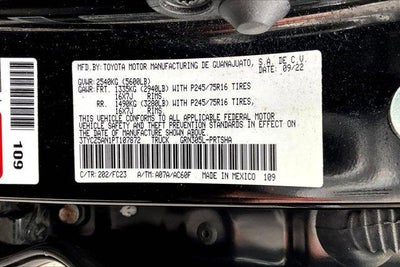 MFD.BY:TOYOTA MOTOR MANUFACTURING DE GUANAJUATO, S.A. DE C.V.
09/22
GVWR: 2540KG (5600LB)
GAWR:FRT. 1335KG (2940LB) WITH P245/75R16 TIRES
16X7J RIMS
RR. 1490KG (3280LB) WITH P245/75R16 TIRES,
16X7J RIMS
THIS VEHICLE CONFORMS TO ALL APPLICABLE FEDERAL MOTOR
VEHICLE SAFETY AND THEFT PREVENTION STANDARDS IN EFFECT
ON THE DATE OF MANUFACTURE SHOWN ABOVE.
3TYCZ5AN1PT107872 TRUCK GRN305L-PRTSHA
C/TR: 202/FC23 A/TM: A07A/AC60F MADE IN MEXICO 109
109